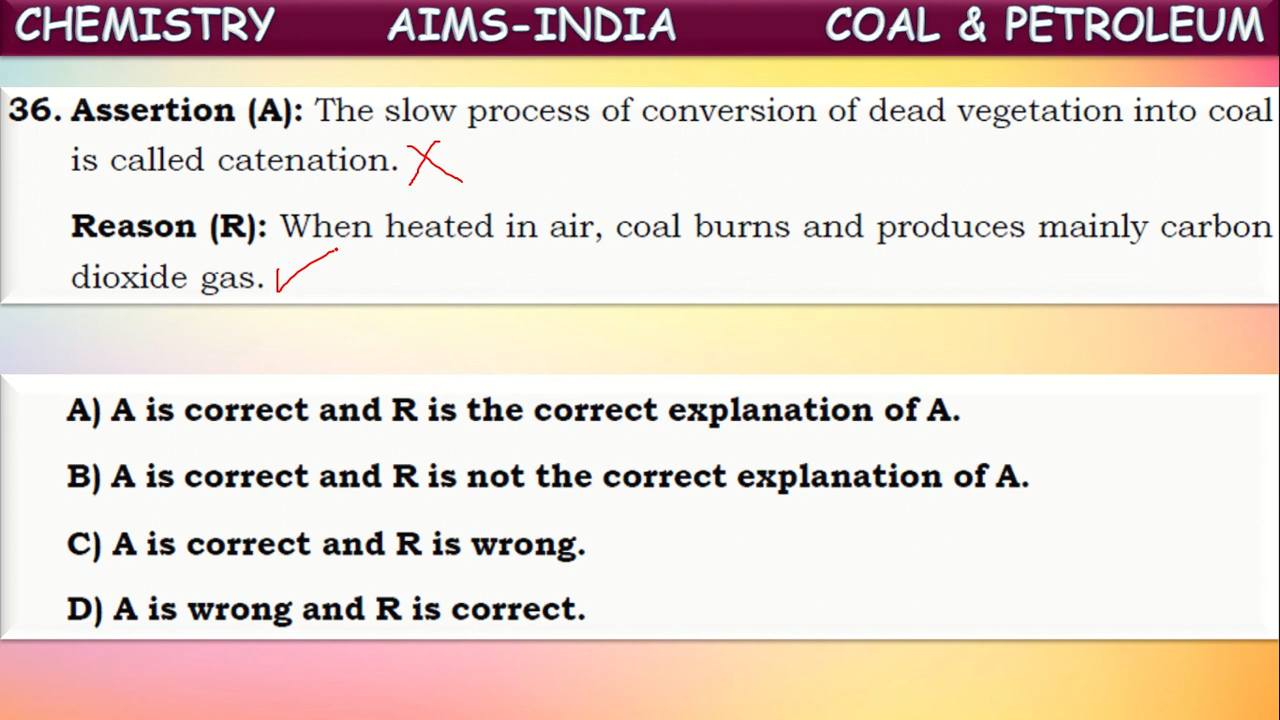 CHEMISTRY AIMS-INDIA COAL & PETROLEUM
36. Assertion (A): The slow process of conversion of dead vegetation into coal
is called catenation.
Reason (R): When heated in air, coal burns and produces mainly carbon
dioxide gas.
A) A is correct and R is the correct explanation of A.
B) A is correct and R is not the correct explanation of A.
C) A is correct and R is wrong.
D) A is wrong and R is correct.